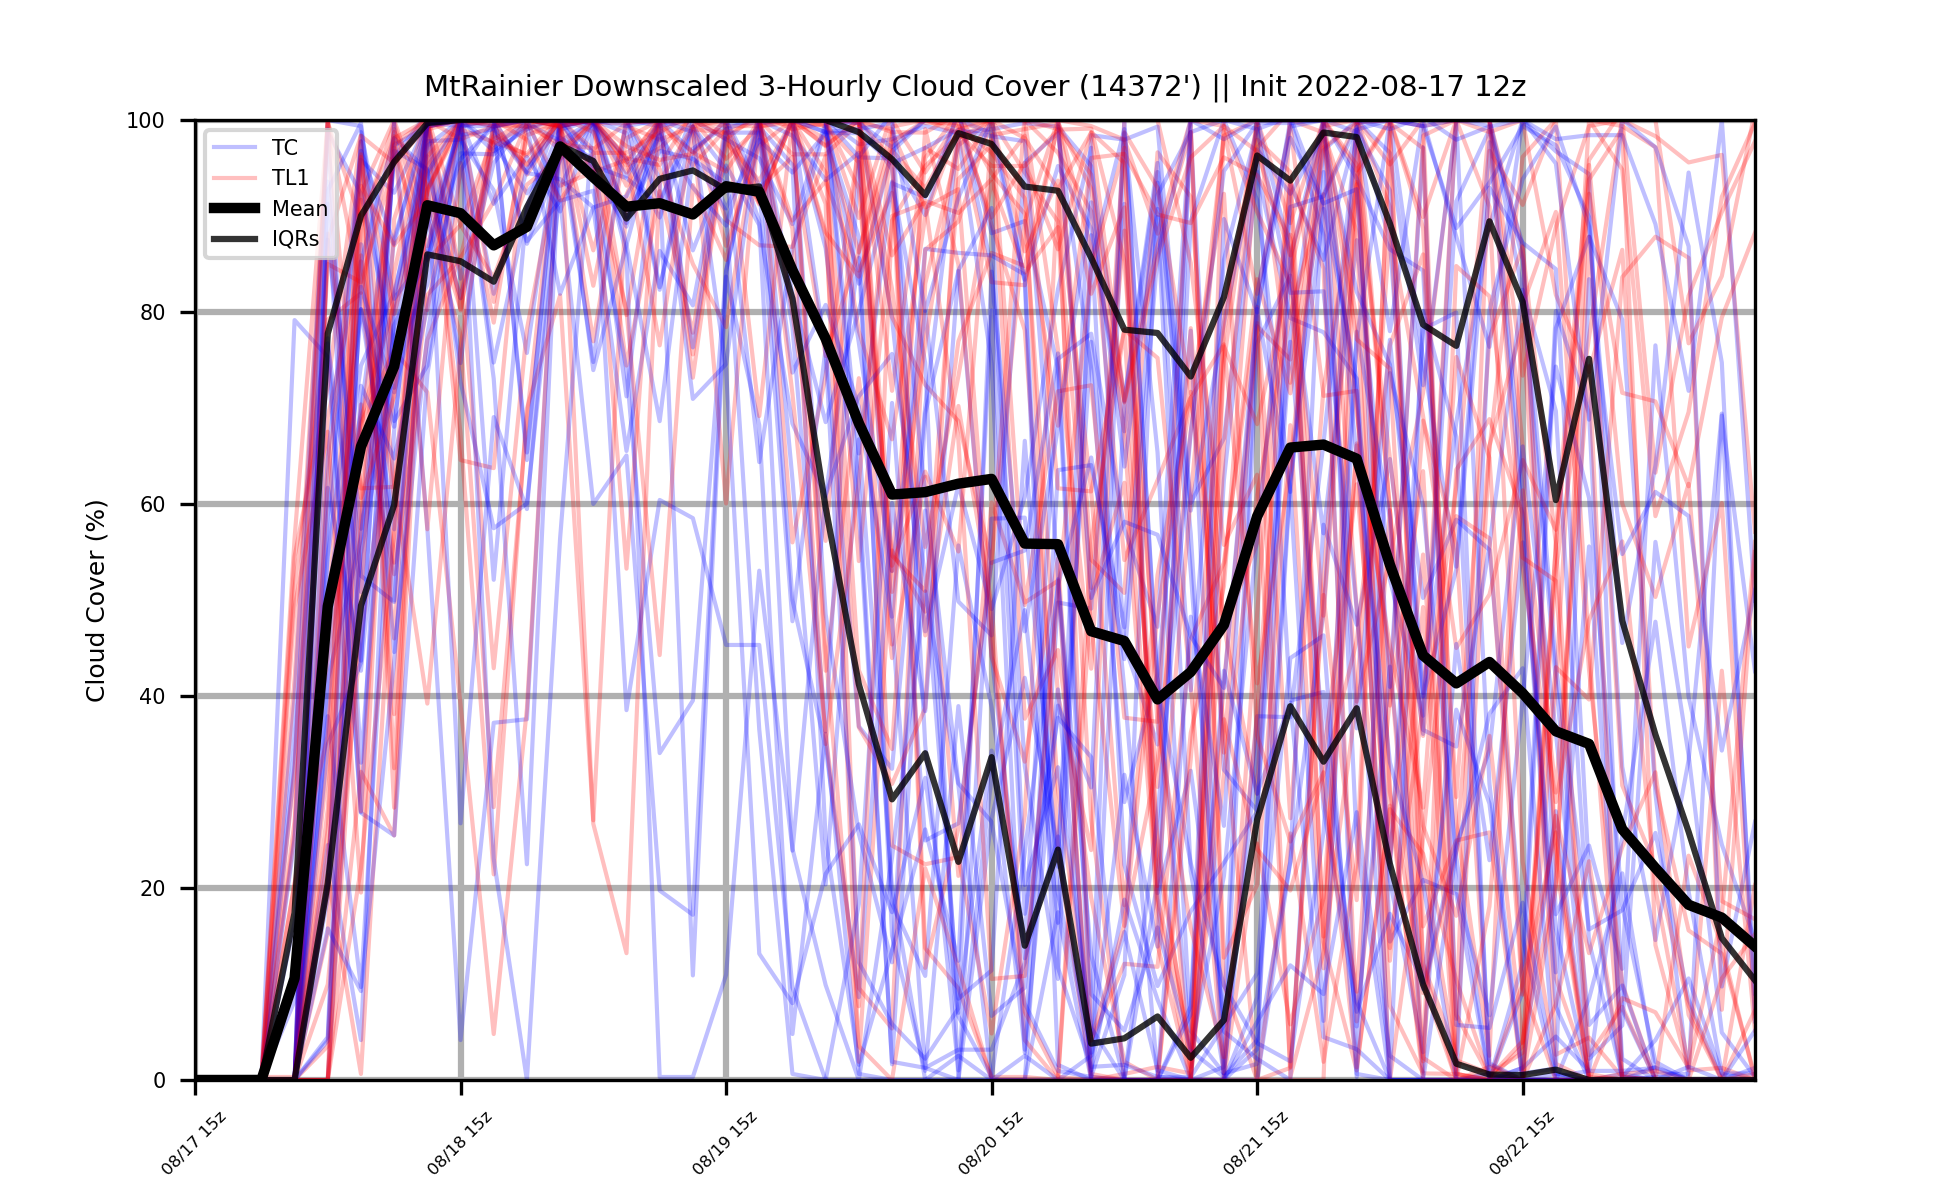 MtRainier Downscaled 3-Hourly Cloud Cover (14372') || Init 2022-08-17 12z
100
80
60
40
20
0
Cloud Cover (%)
TC
TL1
Mean
IQRs
08/17 15z
08/18 15z
08/19 15z
08/20 15z
08/21 15z
08/22 15z